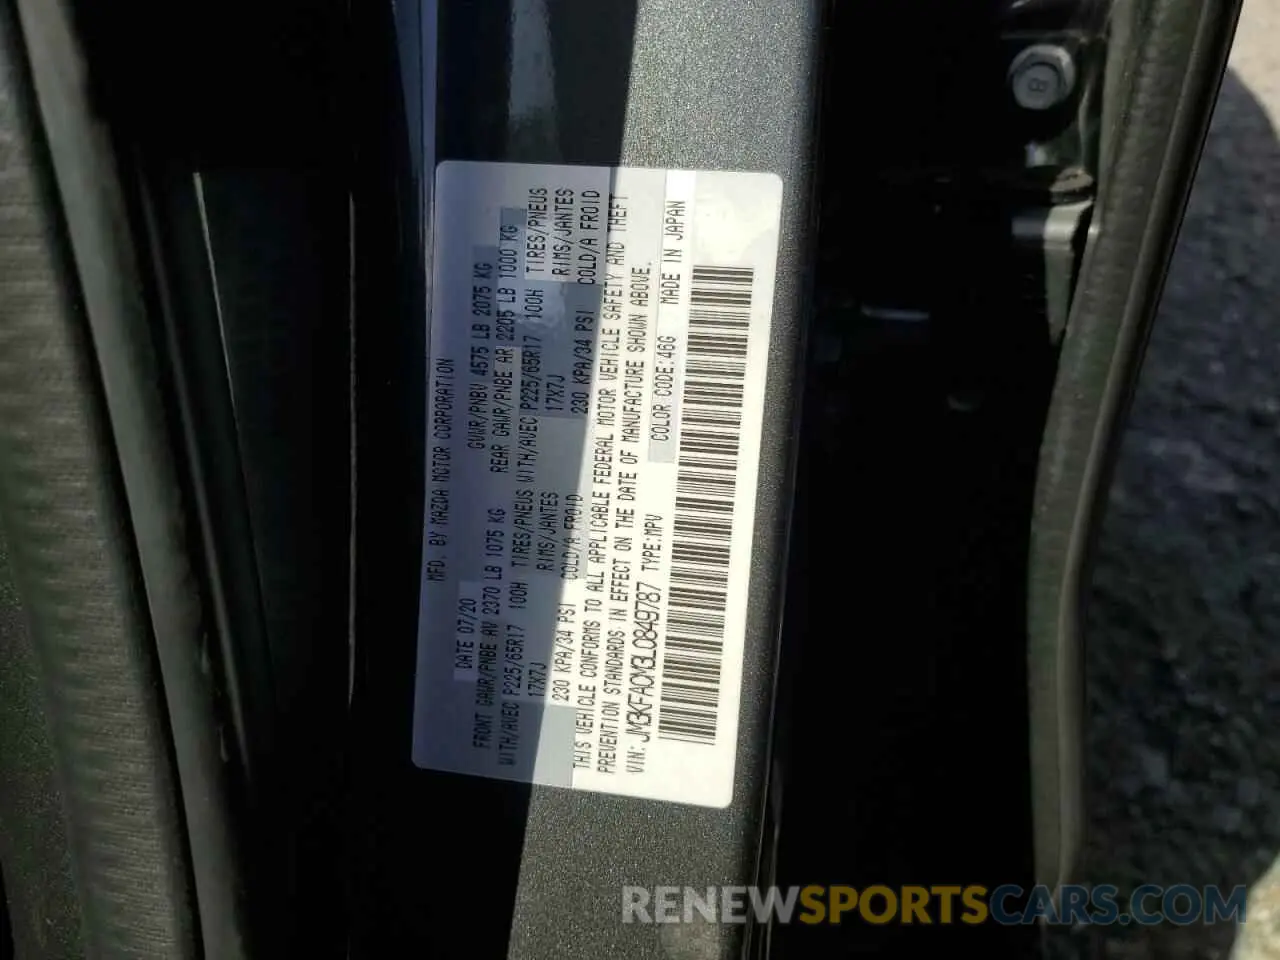 MFD. BY MAZDA MOTOR CORPORATION
DATE 07/20 GVWR/PNBV 4575 LB 2075 KG
FRONT GAWR/PNBE AV 2370 LB 1075 KG REAR GAWR/PNBE AR 2205 LB 1000 KG
WITH/AVEC P225/65R17 100H TIRES/PNEUS WITH/AVEC P225/65R17 100H TIRES/PNEUS
17X7J RIMS/JANTES 17X7J RIMS/JANTES
230 KPA/34 PSI COLD/A FROID 230 KPA/34 PSI COLD/A FROID
THIS VEHICLE CONFORMS TO ALL APPLICABLE FEDERAL MOTOR VEHICLE SAFETY AND THEFT
PREVENTION STANDARDS IN EFFECT ON THE DATE OF MANUFACTURE SHOWN ABOVE.
VIN: JM3KFACM3L0849787 TYPE:MPV COLOR CODE:46G MADE IN JAPAN
8
RENEWSPORTSCARS.COM